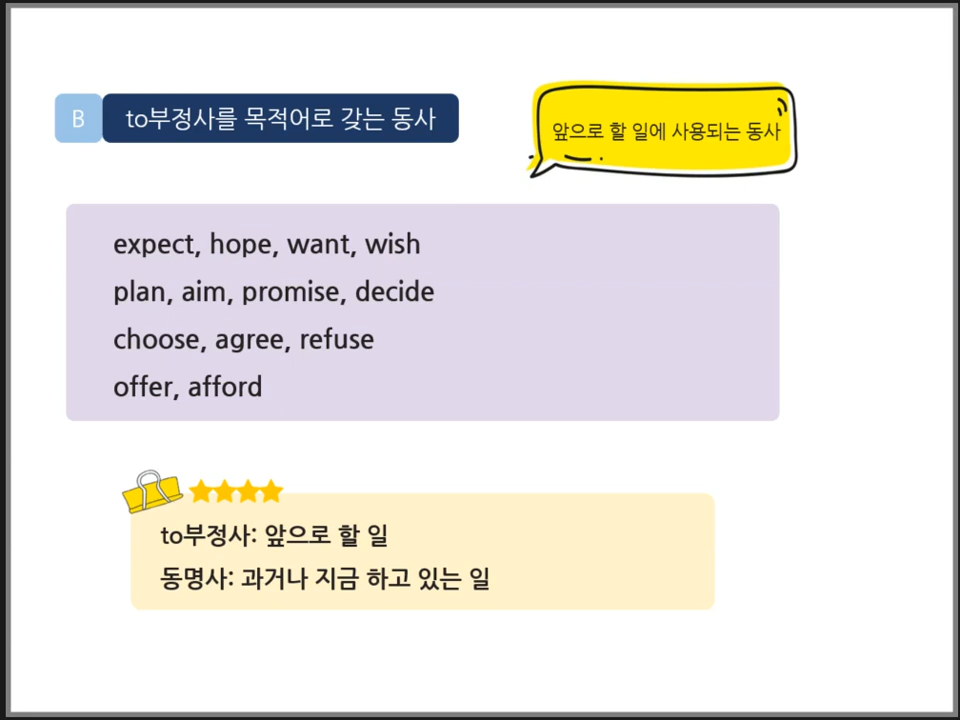 B
to부정사를 목적어로 갖는 동사
앞으로 할 일에 사용되는 동사
expect, hope, want, wish
plan, aim, promise, decide
choose, agree, refuse
offer, afford
to부정사: 앞으로 할 일
동명사: 과거나 지금 하고 있는 일